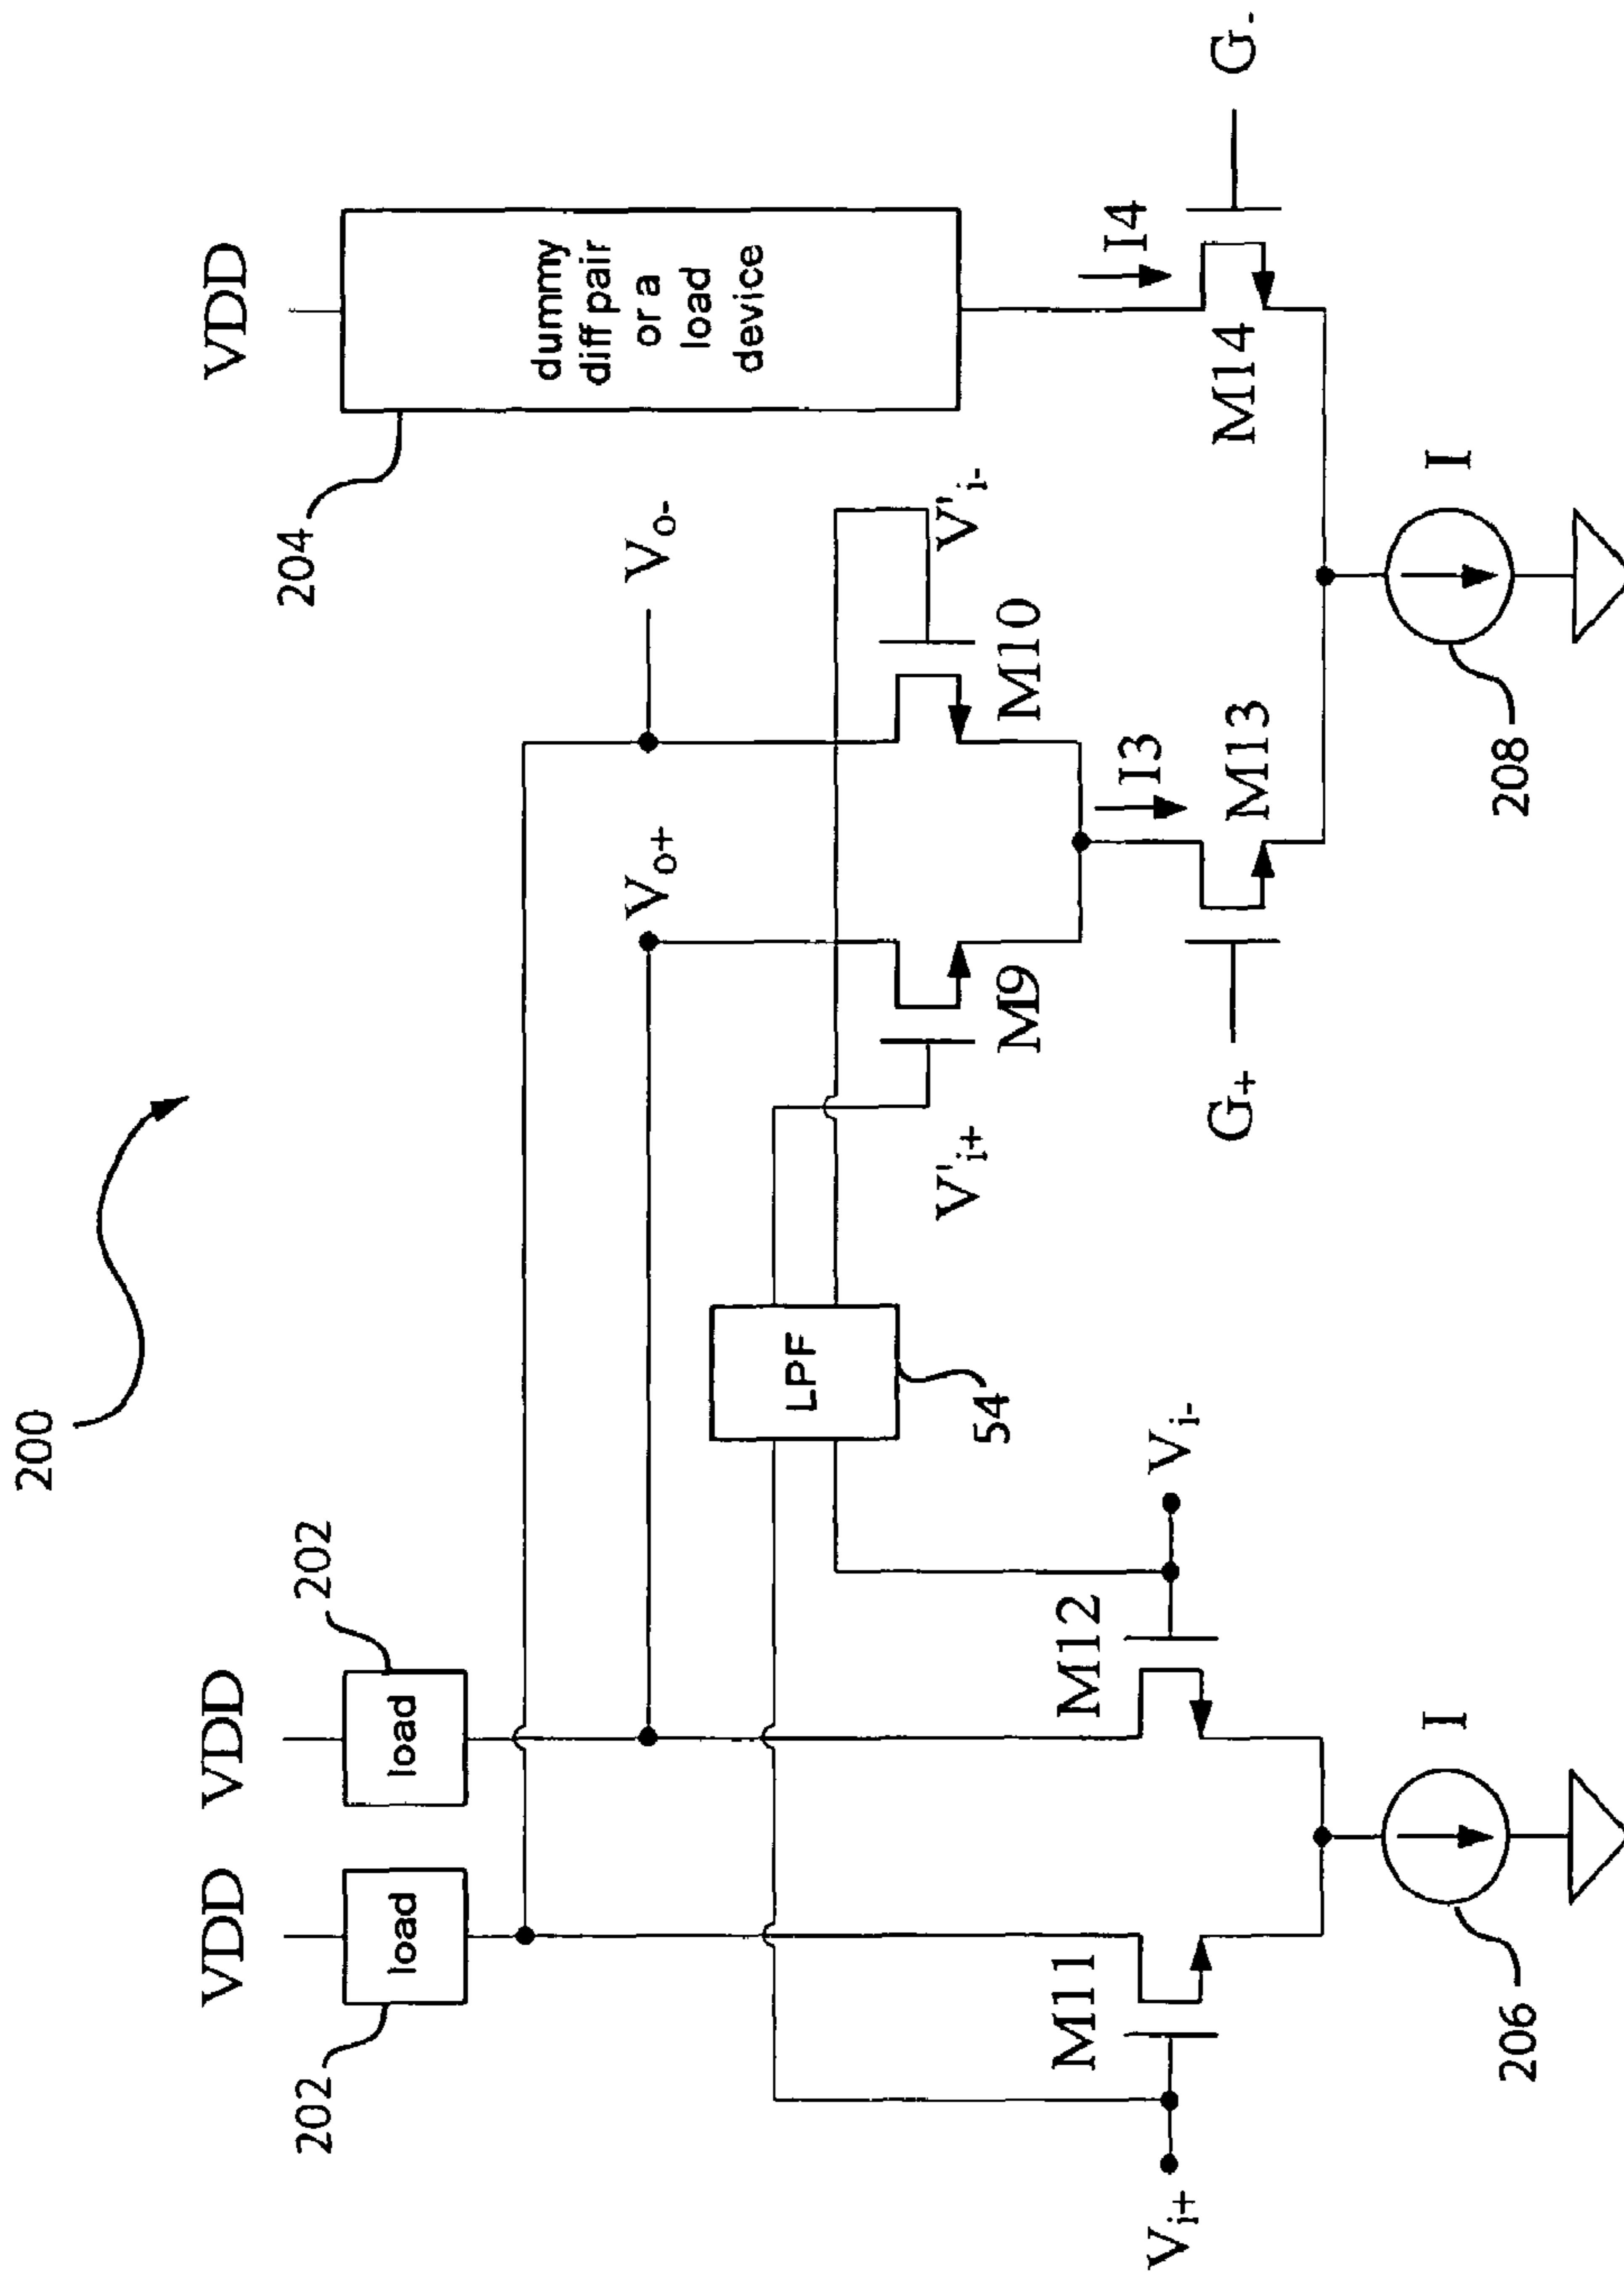 200
VDD
VDD
VDD
202
202
204
load
load
dummy
diff pair
or a
load
device
Vo+
Vo-
LPF
54
V'i+
V'i-
M9
M10
I3
I4
M11
M12
M13
M14
Vi+
Vi-
G+
G-
I
I
206
208